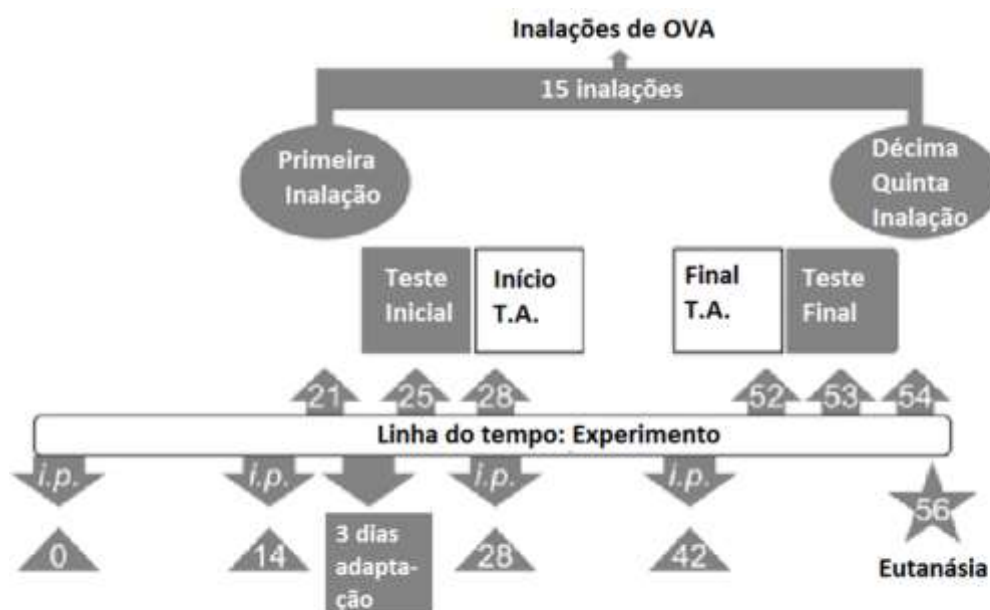 Inalações de OVA
15 inalações
Primeira
Inalação
Décima
Quinta
Inalação
Teste
Inicial
Início
T.A.
Final
T.A.
Teste
Final
21
25
28
52
53
54
Linha do tempo: Experimento
i.p.
i.p.
i.p.
i.p.
0
14
3 dias
adapta-
ção
28
42
56
Eutanásia